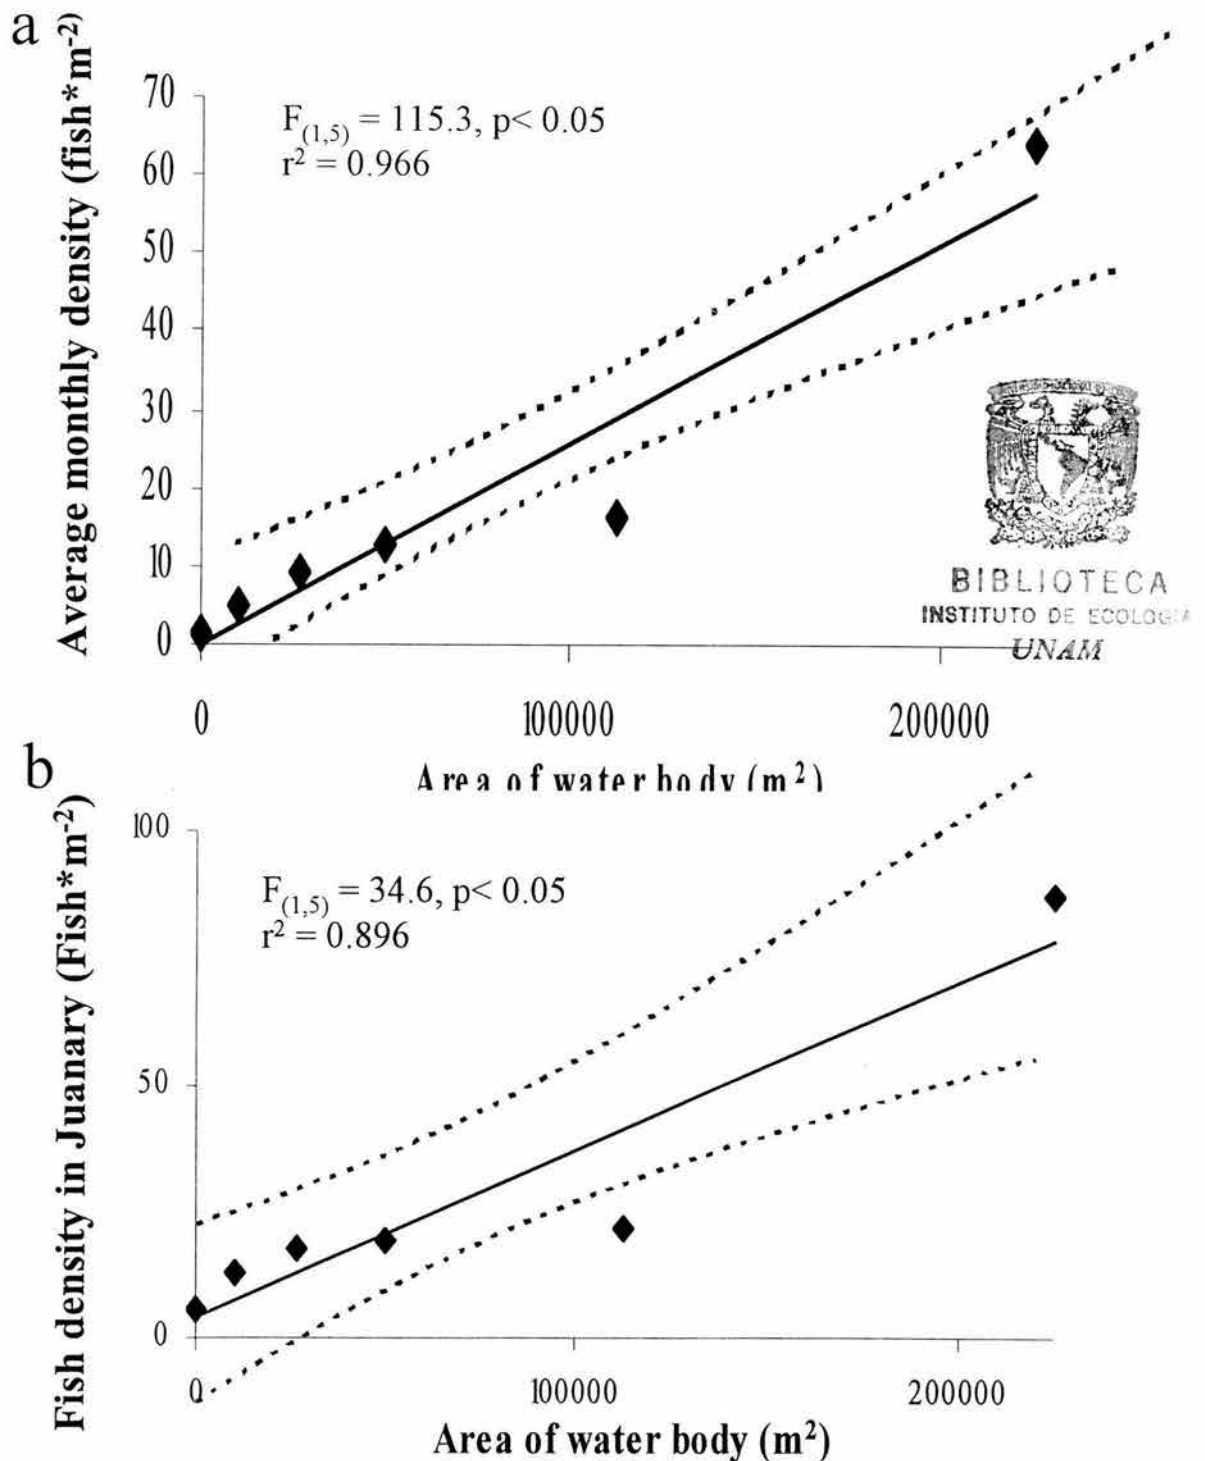 a
Average monthly density (fish*m-2)
70
60
50
40
30
20
10
0
F(1,5) = 115.3, p< 0.05
r2 = 0.966
BIBLIOTECA
INSTITUTO DE ECOLOGIA
UNAM
0 100000 200000
Area of water body (m2)
b
Fish density in Juanary (Fish*m-2)
100
50
0
F(1,5) = 34.6, p< 0.05
r2 = 0.896
0 100000 200000
Area of water body (m2)